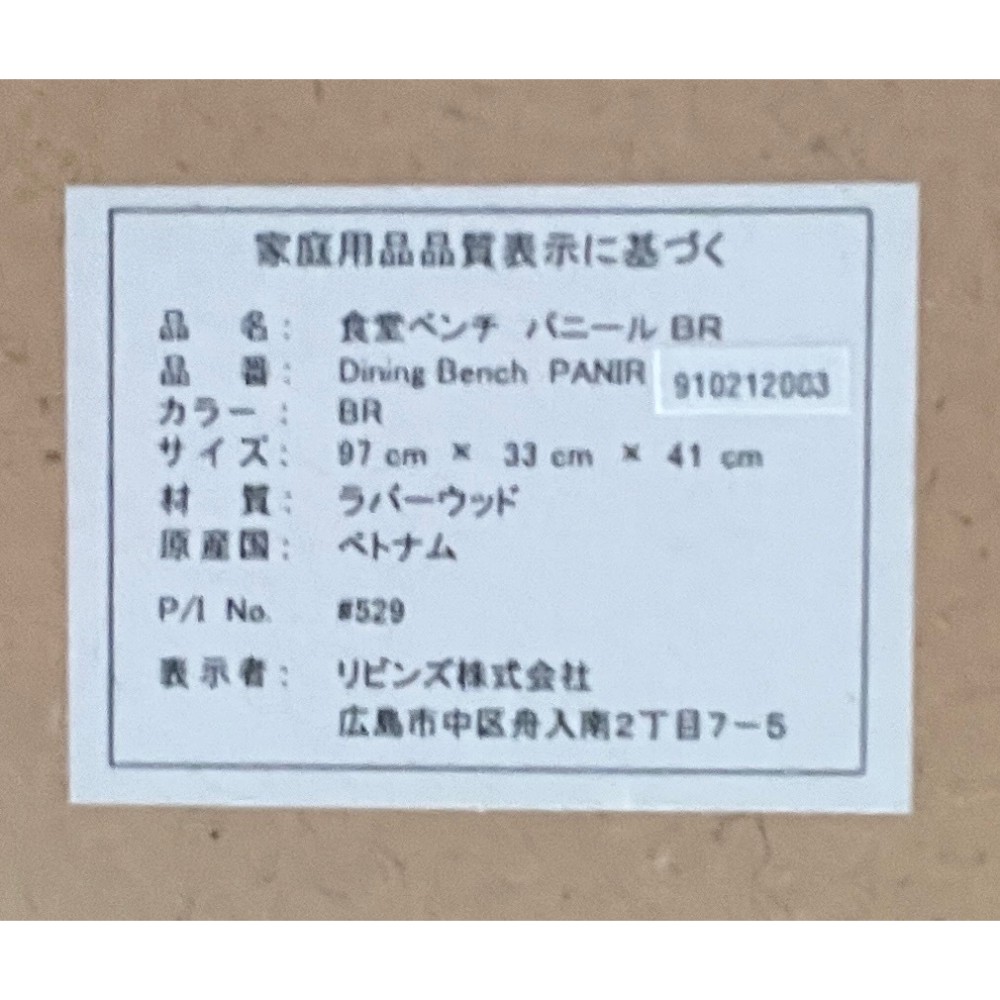 家庭用品品質表示に基づく
品 名: 食堂ベンチ パニール BR
品 番: Dining Bench PANIR 910212003
カラー: BR
サイズ: 97 cm × 33 cm × 41 cm
材 質: ラバーウッド
原産国: ベトナム
P/I No. #529
表示者: リビンズ株式会社
広島市中区舟入南2丁目7-5